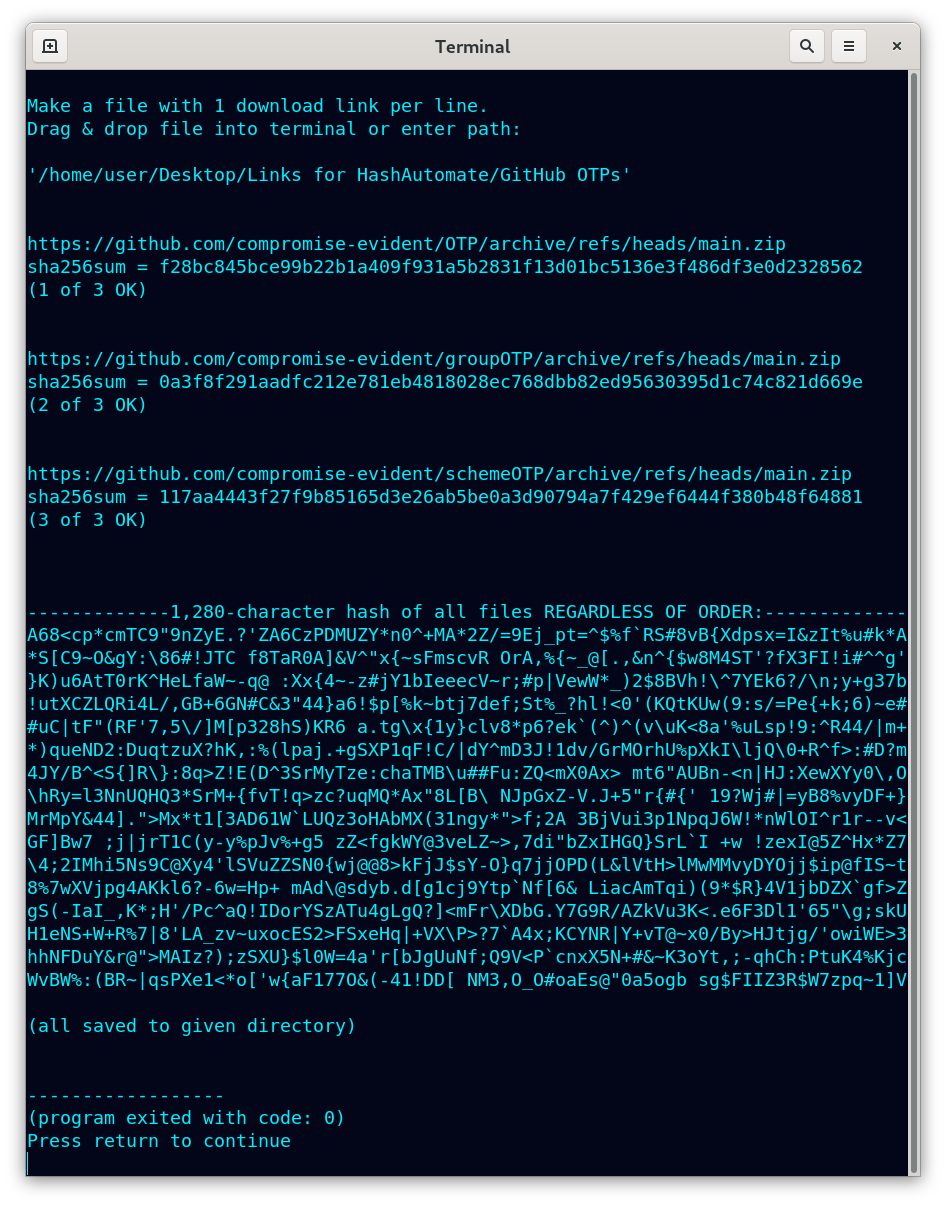 Terminal
Make a file with 1 download link per line.
Drag & drop file into terminal or enter path:
'/home/user/Desktop/Links for HashAutomate/GitHub OTPs'
https://github.com/compromise-evident/OTP/archive/refs/heads/main.zip
sha256sum = f28bc845bce99b22b1a409f931a5b2831f13d01bc5136e3f486df3e0d2328562
(1 of 3 OK)
https://github.com/compromise-evident/groupOTP/archive/refs/heads/main.zip
sha256sum = 0a3f8f291aadfc212e781eb4818028ec768dbb82ed95630395d1c74c821d669e
(2 of 3 OK)
https://github.com/compromise-evident/schemeOTP/archive/refs/heads/main.zip
sha256sum = 117aa4443f27f9b85165d3e26ab5be0a3d90794a7f429ef6444f380b48f64881
(3 of 3 OK)
-------------1,280-character hash of all files REGARDLESS OF ORDER:-------------
A68<cp*cmTC9"9nZyE.?'ZA6CzPDMUZY*n0^+MA*2Z/=9Ej_pt=^$%f`RS#8vB{Xdpsx=I&zIt%u#k*A
*S[C9~O&gY:\86#!JTC f8TaR0A]&V^"x{~sFmscvR OrA,%{~_@[.,&n^{$w8M4ST'?fX3FI!i#^^g'
}K)u6AtT0rK^HeLfaW~-q@ :Xx{4~-z#jY1bIeeecV~r;#p|VewW*_)2$8BVh!\^7YEk6?/\n;y+g37b
!utXCZLQRi4L/,GB+6GN#C&3"44}a6!$p[%k~btj7def;St%_?hl!<0'(KQtKUw(9:s/=Pe{+k;6)~e#
#uC|tF"(RF'7,5\/]M[p328hS)KR6 a.tg\x{1y}clv8*p6?ek`(^)^(v\uK<8a'%uLsp!9:^R44/|m+
*)queND2:DuqtzuX?hK,:%(lpaj.+gSXP1qF!C/|dY^mD3J!1dv/GrMOrhU%pXkI\ljQ\0+R^f>:#D?m
4JY/B^<S{]R\}:8q>Z!E(D^3SrMyTze:chaTMB\u##Fu:ZQ<mX0Ax> mt6"AUBn-<n|HJ:XewXYy0\,O
\hRy=l3NnUQHQ3*SrM+{fvT!q>zc?uqMQ*Ax"8L[B\ NJpGxZ-V.J+5"r{#{' 19?Wj#|=yB8%vyDF+}
MrMpY&44].">Mx*t1[3AD61W`LUQz3oHAbMX(31ngy*">f;2A 3BjVui3p1NpqJ6W!*nWlOI^r1r--v<
GF]Bw7 ;j|jrT1C(y-y%pJv%+g5 zZ<fgkWY@3veLZ~>,7di"bZxIHGQ}SrL`I +w !zexI@5Z^Hx*Z7
\4;2IMhi5Ns9C@Xy4'lSVuZZSN0{wj@@8>kFjJ$sY-O}q7jjOPD(L&lVtH>lMwMMvyDYOjj$ip@fIS~t
8%7wXVjpg4AKkl6?-6w=Hp+ mAd\@sdyb.d[g1cj9Ytp`Nf[6& LiacAmTqi)(9*$R}4V1jbDZX`gf>Z
gS(-IaI_,K*;H'/Pc^aQ!IDorYSzATu4gLgQ?]<mFr\XDbG.Y7G9R/AZkVu3K<.e6F3Dl1'65"\g;skU
H1eNS+W+R%7|8'LA_zv~uxocES2>FSxeHq|+VX\P>?7`A4x;KCYNR|Y+vT@~x0/By>HJtjg/'owiWE>3
hhNFDuY&r@">MAIz?);zSXU}$l0W=4a'r[bJgUuNf;Q9V<P`cnxX5N+#&~K3oYt,;-qhCh:PtuK4%Kjc
WvBW%:(BR~|qsPXe1<*o['w{aF177O&(-41!DD[ NM3,O_O#oaEs@"0a5ogb sg$FIIZ3R$W7zpq~1]V
(all saved to given directory)
------------------
(program exited with code: 0)
Press return to continue